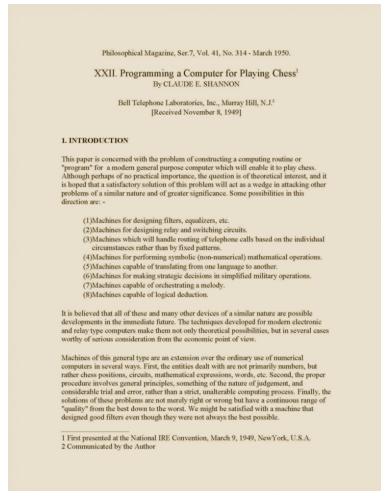 Philosophical Magazine, Ser.7, Vol. 41, No. 314 - March 1950.
XXII. Programming a Computer for Playing Chess1
By CLAUDE E. SHANNON
Bell Telephone Laboratories, Inc., Murray Hill, N.J.2
[Received November 8, 1949]
1. INTRODUCTION
This paper is concerned with the problem of constructing a computing routine or
"program" for a modern general purpose computer which will enable it to play chess.
Although perhaps of no practical importance, the question is of theoretical interest, and it
is hoped that a satisfactory solution of this problem will act as a wedge in attacking other
problems of a similar nature and of greater significance. Some possibilities in this
direction are: -
(1)Machines for designing filters, equalizers, etc.
(2)Machines for designing relay and switching circuits.
(3)Machines which will handle routing of telephone calls based on the individual
circumstances rather than by fixed patterns.
(4)Machines for performing symbolic (non-numerical) mathematical operations.
(5)Machines capable of translating from one language to another.
(6)Machines for making strategic decisions in simplified military operations.
(7)Machines capable of orchestrating a melody.
(8)Machines capable of logical deduction.
It is believed that all of these and many other devices of a similar nature are possible
developments in the immediate future. The techniques developed for modern electronic
and relay type computers make them not only theoretical possibilities, but in several cases
worthy of serious consideration from the economic point of view.
Machines of this general type are an extension over the ordinary use of numerical
computers in several ways. First, the entities dealt with are not primarily numbers, but
rather chess positions, circuits, mathematical expressions, words, etc. Second, the proper
procedure involves general principles, something of the nature of judgement, and
considerable trial and error, rather than a strict, unalterable computing process. Finally, the
solutions of these problems are not merely right or wrong but have a continuous range of
"quality" from the best down to the worst. We might be satisfied with a machine that
designed good filters even though they were not always the best possible.
1 First presented at the National IRE Convention, March 9, 1949, NewYork, U.S.A.
2 Communicated by the Author